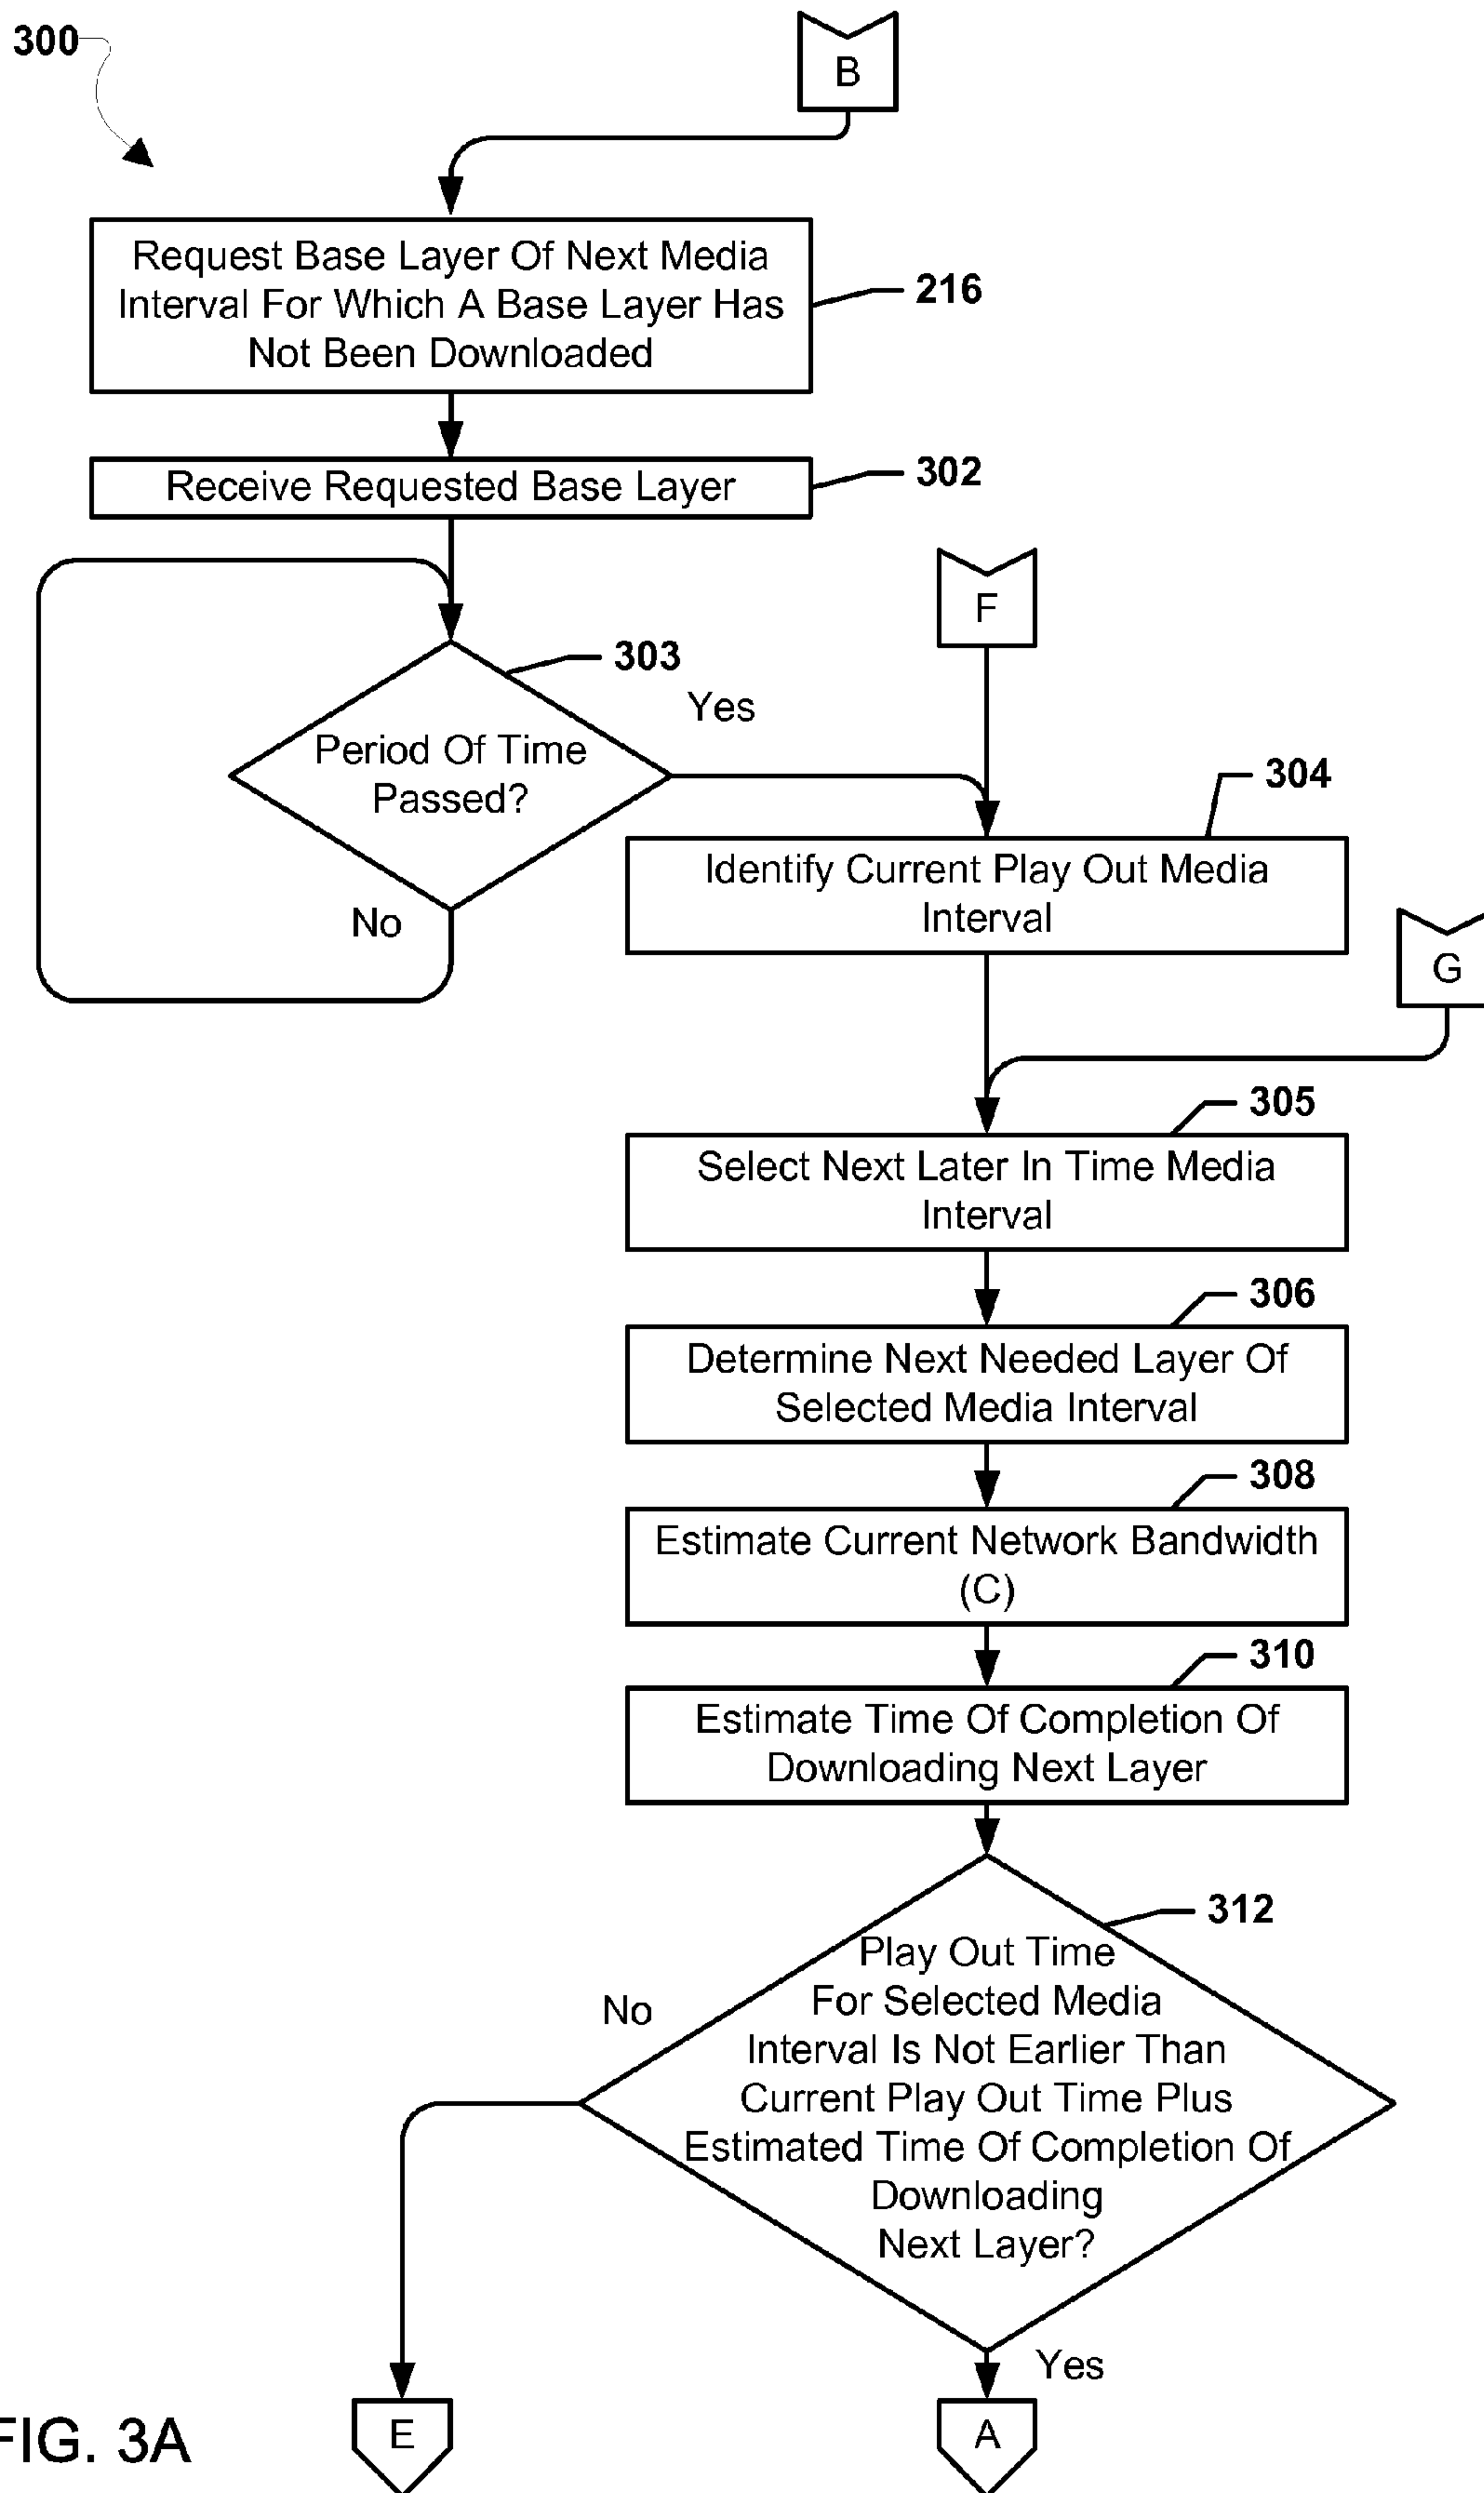 300
B
Request Base Layer Of Next Media
Interval For Which A Base Layer Has
Not Been Downloaded
216
Receive Requested Base Layer
302
F
303
Yes
Period Of Time
Passed?
No
304
Identify Current Play Out Media
Interval
G
305
Select Next Later In Time Media
Interval
306
Determine Next Needed Layer Of
Selected Media Interval
308
Estimate Current Network Bandwidth
(C)
310
Estimate Time Of Completion Of
Downloading Next Layer
312
Play Out Time
For Selected Media
Interval Is Not Earlier Than
Current Play Out Time Plus
Estimated Time Of Completion Of
Downloading
Next Layer?
No
Yes
E
A
FIG. 3A